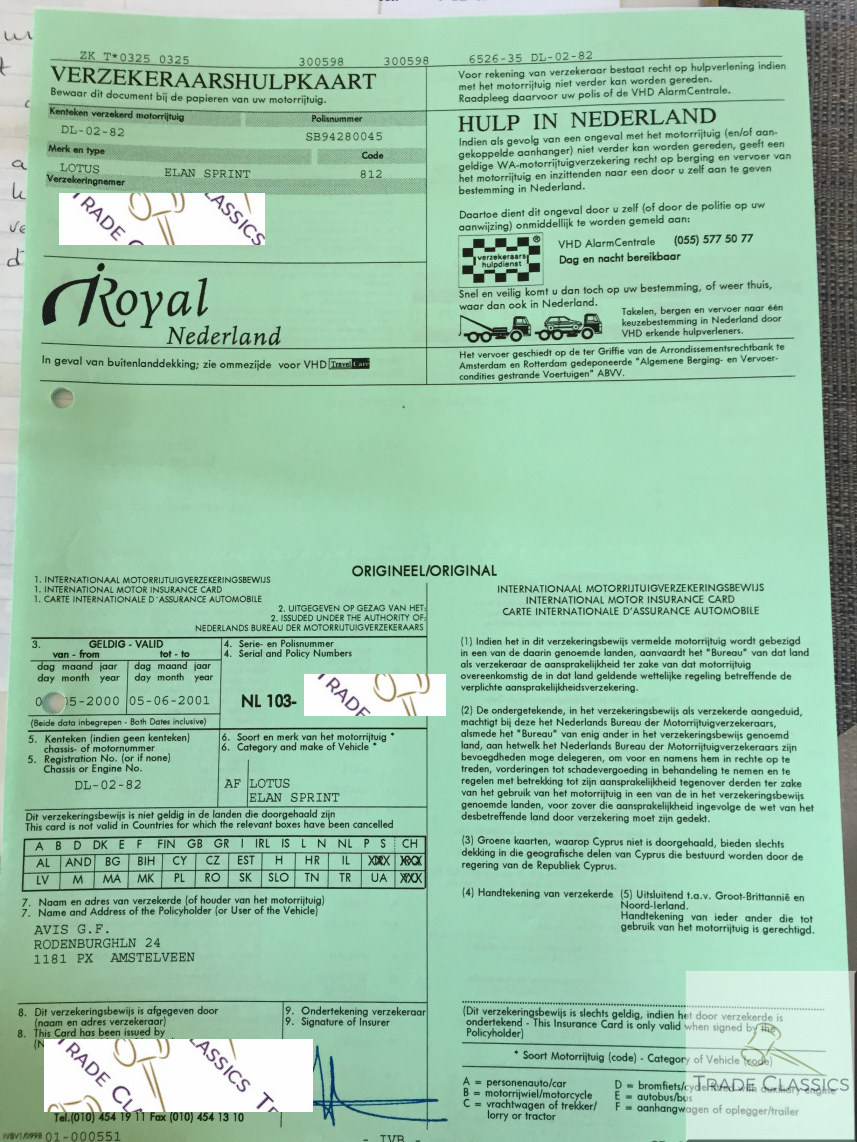 ZK T*0325 0325 300598 300598 6526-35 DL-02-82
VERZEKERAARSHULPKAART
Bewaar dit document bij de papieren van uw motorrijtuig.
Kenteken verzekerd motorrijtuig Polisnummer
DL-02-82 SB94280045
Merk en type Code
LOTUS ELAN SPRINT 812
Verzekeringnemer
TRADE CLASSICS
Royal
Nederland
In geval van buitenlanddekking; zie ommezijde voor VHD Travel Care
Voor rekening van verzekeraar bestaat recht op hulpverlening indien
met het motorrijtuig niet verder kan worden gereden.
Raadpleeg daarvoor uw polis of de VHD AlarmCentrale.
HULP IN NEDERLAND
Indien als gevolg van een ongeval met het motorrijtuig (en/of aan-
gekoppelde aanhanger) niet verder kan worden gereden, geeft een
geldige WA-motorrijtuigverzekering recht op berging en vervoer van
het motorrijtuig en inzittenden naar een door u zelf aan te geven
bestemming in Nederland.
Daartoe dient dit ongeval door u zelf (of door de politie op uw
aanwijzing) onmiddellijk te worden gemeld aan:
verzekeraars
hulpdienst
®
VHD AlarmCentrale (055) 577 50 77
Dag en nacht bereikbaar
Snel en veilig komt u dan toch op uw bestemming, of weer thuis,
waar dan ook in Nederland.
Takelen, bergen en vervoer naar één
keuzebestemming in Nederland door
VHD erkende hulpverleners.
Het vervoer geschiedt op de ter Griffie van de Arrondissementsrechtbank te
Amsterdam en Rotterdam gedeponeerde "Algemene Berging- en Vervoer-
condities gestrande Voertuigen" ABVV.
ORIGINEEL/ORIGINAL
1. INTERNATIONAAL MOTORRIJTUIGVERZEKERINGSBEWIJS
1. INTERNATIONAL MOTOR INSURANCE CARD
1. CARTE INTERNATIONALE D'ASSURANCE AUTOMOBILE
2. UITGEGEVEN OP GEZAG VAN HET:
2. ISSUDED UNDER THE AUTHORITY OF:
NEDERLANDS BUREAU DER MOTORRIJTUIGVERZEKERAARS
3. GELDIG - VALID
van - from tot - to
dag maand jaar dag maand jaar
day month year day month year
05-2000 05-06-2001
(Beide data inbegrepen - Both Dates inclusive)
4. Serie- en Polisnummer
4. Serial and Policy Numbers
NL 103-
TRADE CLASSICS
5. Kenteken (indien geen kenteken)
chassis- of motornummer
5. Registration No. (or if none)
Chassis or Engine No.
DL-02-82
6. Soort en merk van het motorrijtuig *
6. Category and make of Vehicle *
AF LOTUS
ELAN SPRINT
Dit verzekeringsbewijs is niet geldig in de landen die doorgehaald zijn
This card is not valid in Countries for which the relevant boxes have been cancelled
A B D DK E F FIN GB GR I IRL IS L N NL P S CH
AL AND BG BIH CY CZ EST H HR IL XXX XXX
LV M MA MK PL RO SK SLO TN TR UA XXX
7. Naam en adres van verzekerde (of houder van het motorrijtuig)
7. Name and Address of the Policyholder (or User of the Vehicle)
AVIS G.F.
RODENBURGHLN 24
1181 PX AMSTELVEEN
8. Dit verzekeringsbewijs is afgegeven door
(naam en adres verzekeraar)
8. This Card has been issued by
9. Ondertekening verzekeraar
9. Signature of Insurer
TRADE CLASSICS
Tel.(010) 454 19 11 Fax (010) 454 13 10
01-000551
- IVB -
INTERNATIONAAL MOTORRIJTUIGVERZEKERINGSBEWIJS
INTERNATIONAL MOTOR INSURANCE CARD
CARTE INTERNATIONALE D'ASSURANCE AUTOMOBILE
(1) Indien het in dit verzekeringsbewijs vermelde motorrijtuig wordt gebezigd
in een van de daarin genoemde landen, aanvaardt het "Bureau" van dat land
als verzekeraar de aansprakelijkheid ter zake van dat motorrijtuig
overeenkomstig de in dat land geldende wettelijke regeling betreffende de
verplichte aansprakelijkheidsverzekering.
(2) De ondertekende, in het verzekeringsbewijs als verzekerde aangeduid,
machtigt bij deze het Nederlands Bureau der Motorrijtuigverzekeraars,
alsmede het "Bureau" van enig ander in het verzekeringsbewijs genoemd
land, aan hetwelk het Nederlands Bureau der Motorrijtuigverzekeraars zijn
bevoegdheden moge delegeren, om voor en namens hem in rechte op te
treden, vorderingen tot schadevergoeding in behandeling te nemen en te
regelen met betrekking tot zijn aansprakelijkheid tegenover derden ter zake
van het gebruik van het motorrijtuig in een van de in het verzekeringsbewijs
genoemde landen, voor zover die aansprakelijkheid ingevolge de wet van het
desbetreffende land door verzekering moet zijn gedekt.
(3) Groene kaarten, waarop Cyprus niet is doorgehaald, bieden slechts
dekking in die geografische delen van Cyprus die bestuurd worden door de
regering van de Republiek Cyprus.
(4) Handtekening van verzekerde
(5) Uitsluitend t.a.v. Groot-Brittannië en
Noord-Ierland.
Handtekening van ieder ander die tot
gebruik van het motorrijtuig is gerechtigd.
(Dit verzekeringsbewijs is slechts geldig, indien het door verzekerde is
ondertekend - This Insurance Card is only valid when signed by the
Policyholder)
* Soort Motorrijtuig (code) - Category of Vehicle (code)
A = personenauto/car
B = motorrijwiel/motorcycle
C = vrachtwagen of trekker/
lorry or tractor
D = bromfiets/cycle fitted with auxiliary engine
E = autobus/bus
F = aanhangwagen of oplegger/trailer
TRADE CLASSICS